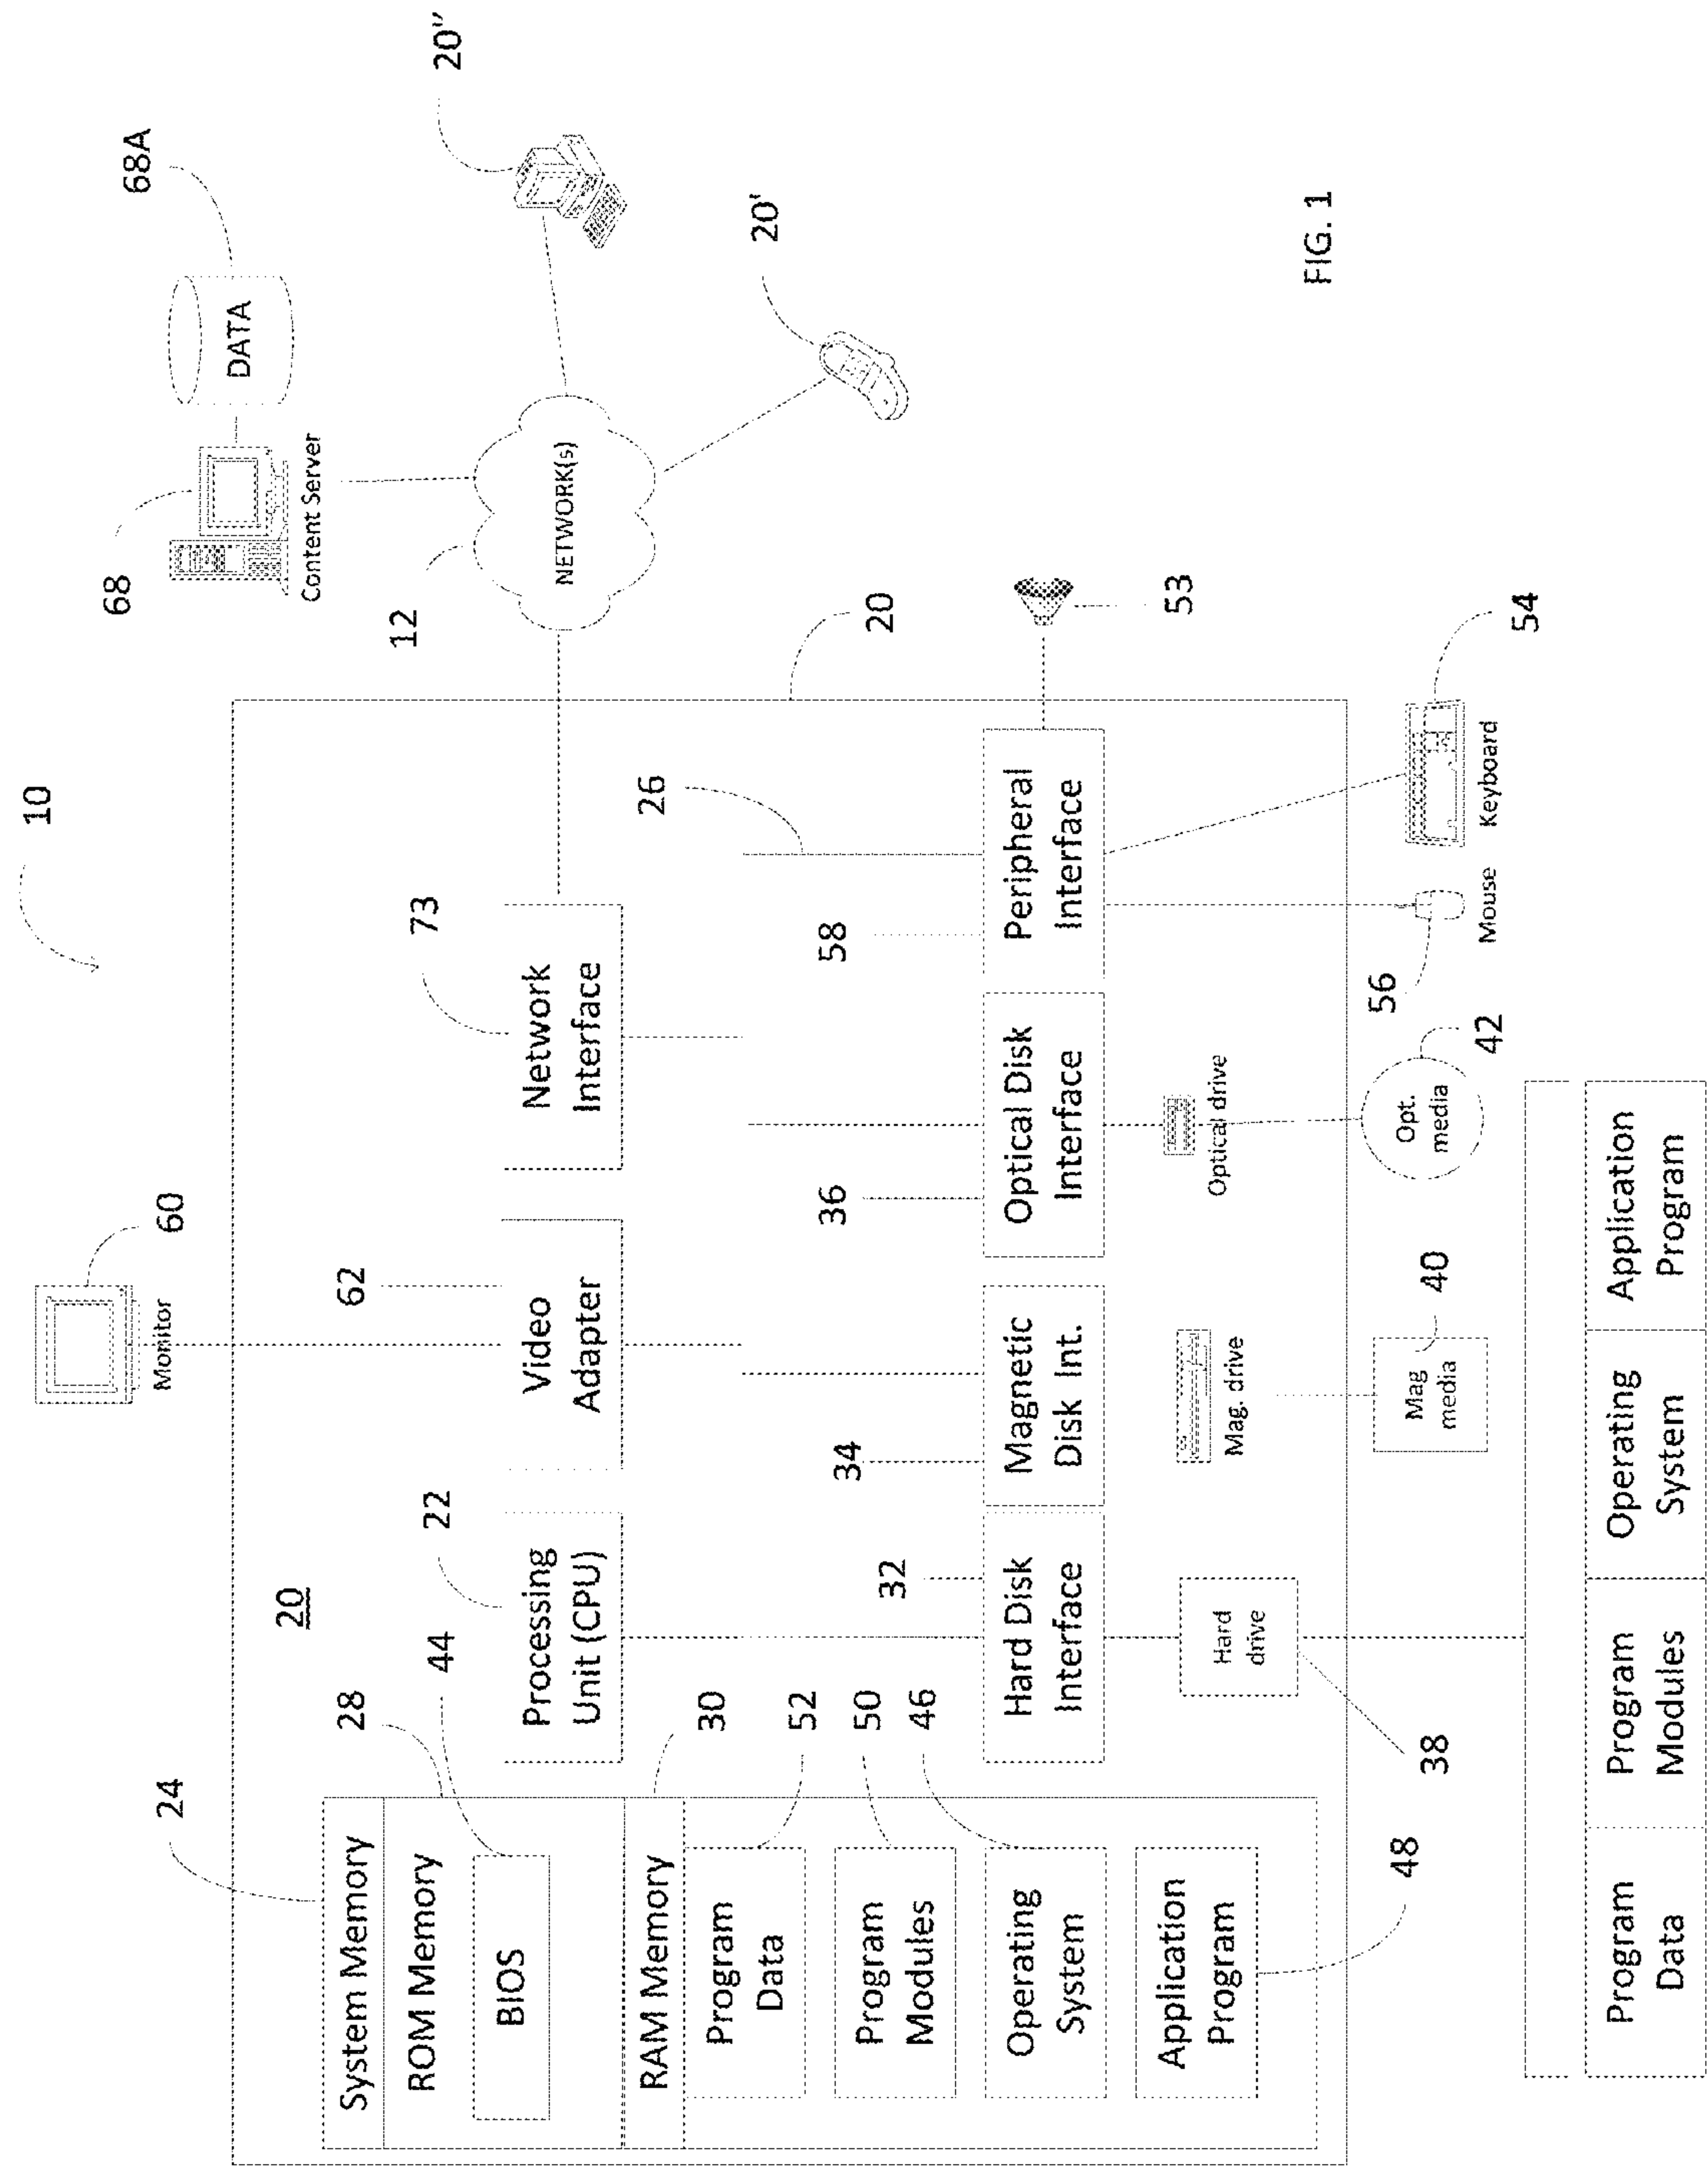 10
60
Monitor
68
68A
DATA
Content Server
20"
12
NETWORK(s)
20'
20
24
System Memory
28
ROM Memory
44
BIOS
30
RAM Memory
52
Program
Data
50
Program
Modules
46
Operating
System
48
Application
Program
20
22
Processing
Unit (CPU)
62
Video
Adapter
73
Network
Interface
26
32
Hard Disk
Interface
34
Magnetic
Disk Int.
36
Optical Disk
Interface
58
Peripheral
Interface
53
Hard
drive
38
Mag. drive
Optical drive
Mag
media
40
Opt.
media
42
56
Mouse
54
Keyboard
Program
Data
Program
Modules
Operating
System
Application
Program
FIG. 1